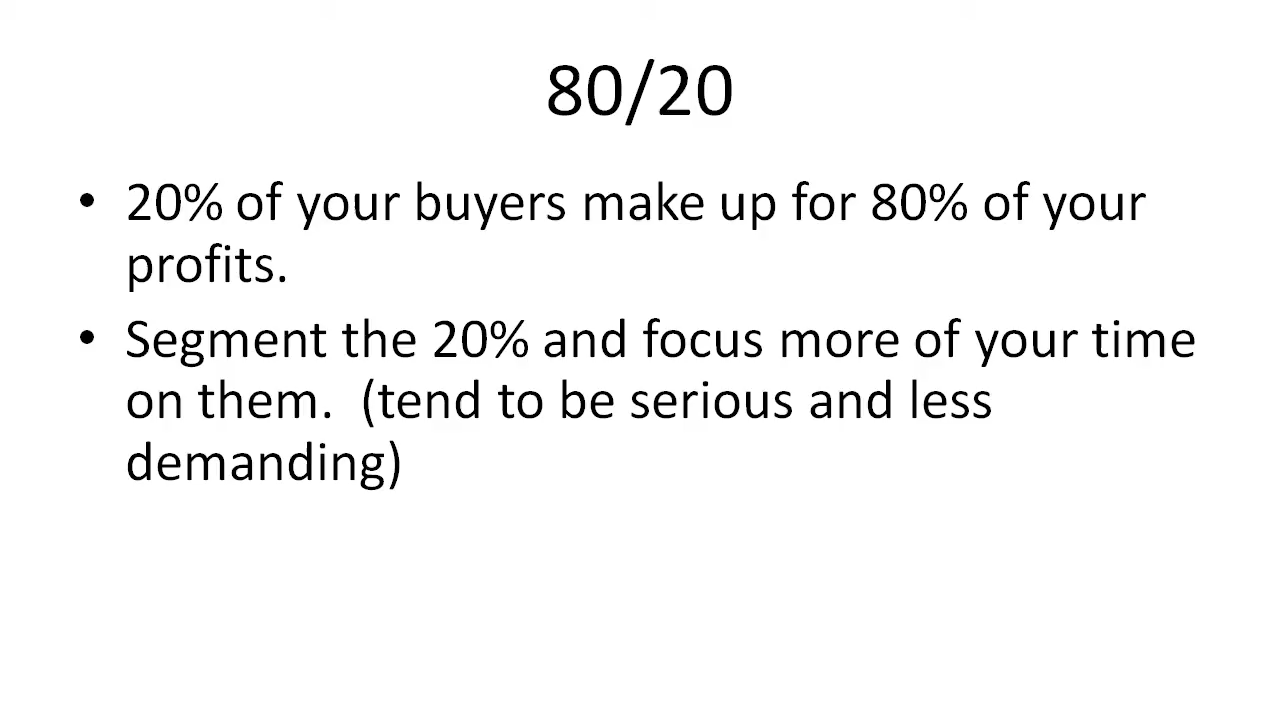 80/20
• 20% of your buyers make up for 80% of your
profits.
• Segment the 20% and focus more of your time
on them.  (tend to be serious and less
demanding)